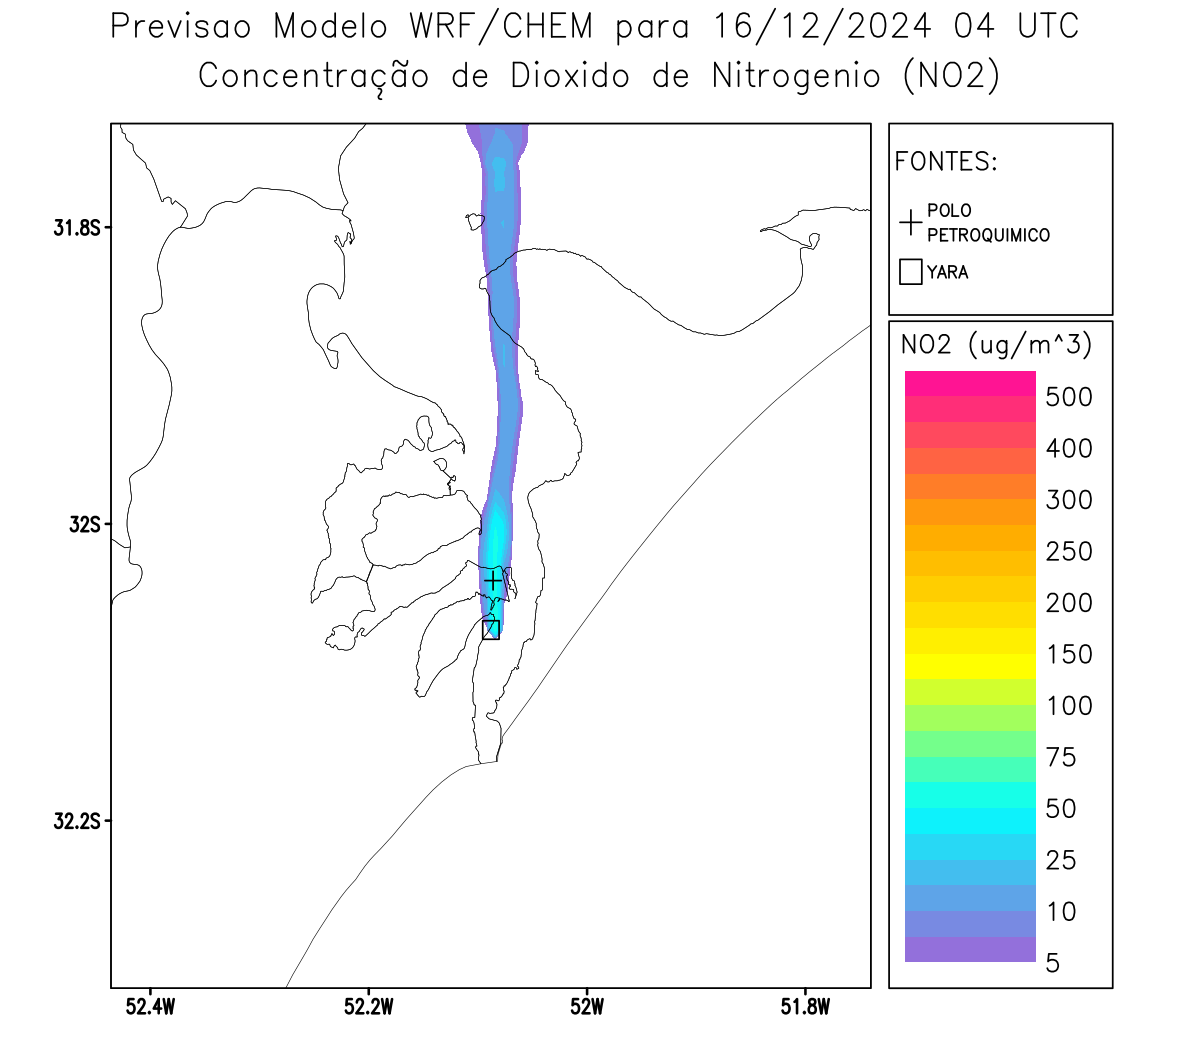 Previsao Modelo WRF/CHEM para 16/12/2024 04 UTC
Concentração de Dioxido de Nitrogenio (NO2)
FONTES:
POLO
PETROQUIMICO
YARA
NO2 (ug/m^3)
500
400
300
250
200
150
100
75
50
25
10
5
31.8S
32S
32.2S
52.4W
52.2W
52W
51.8W